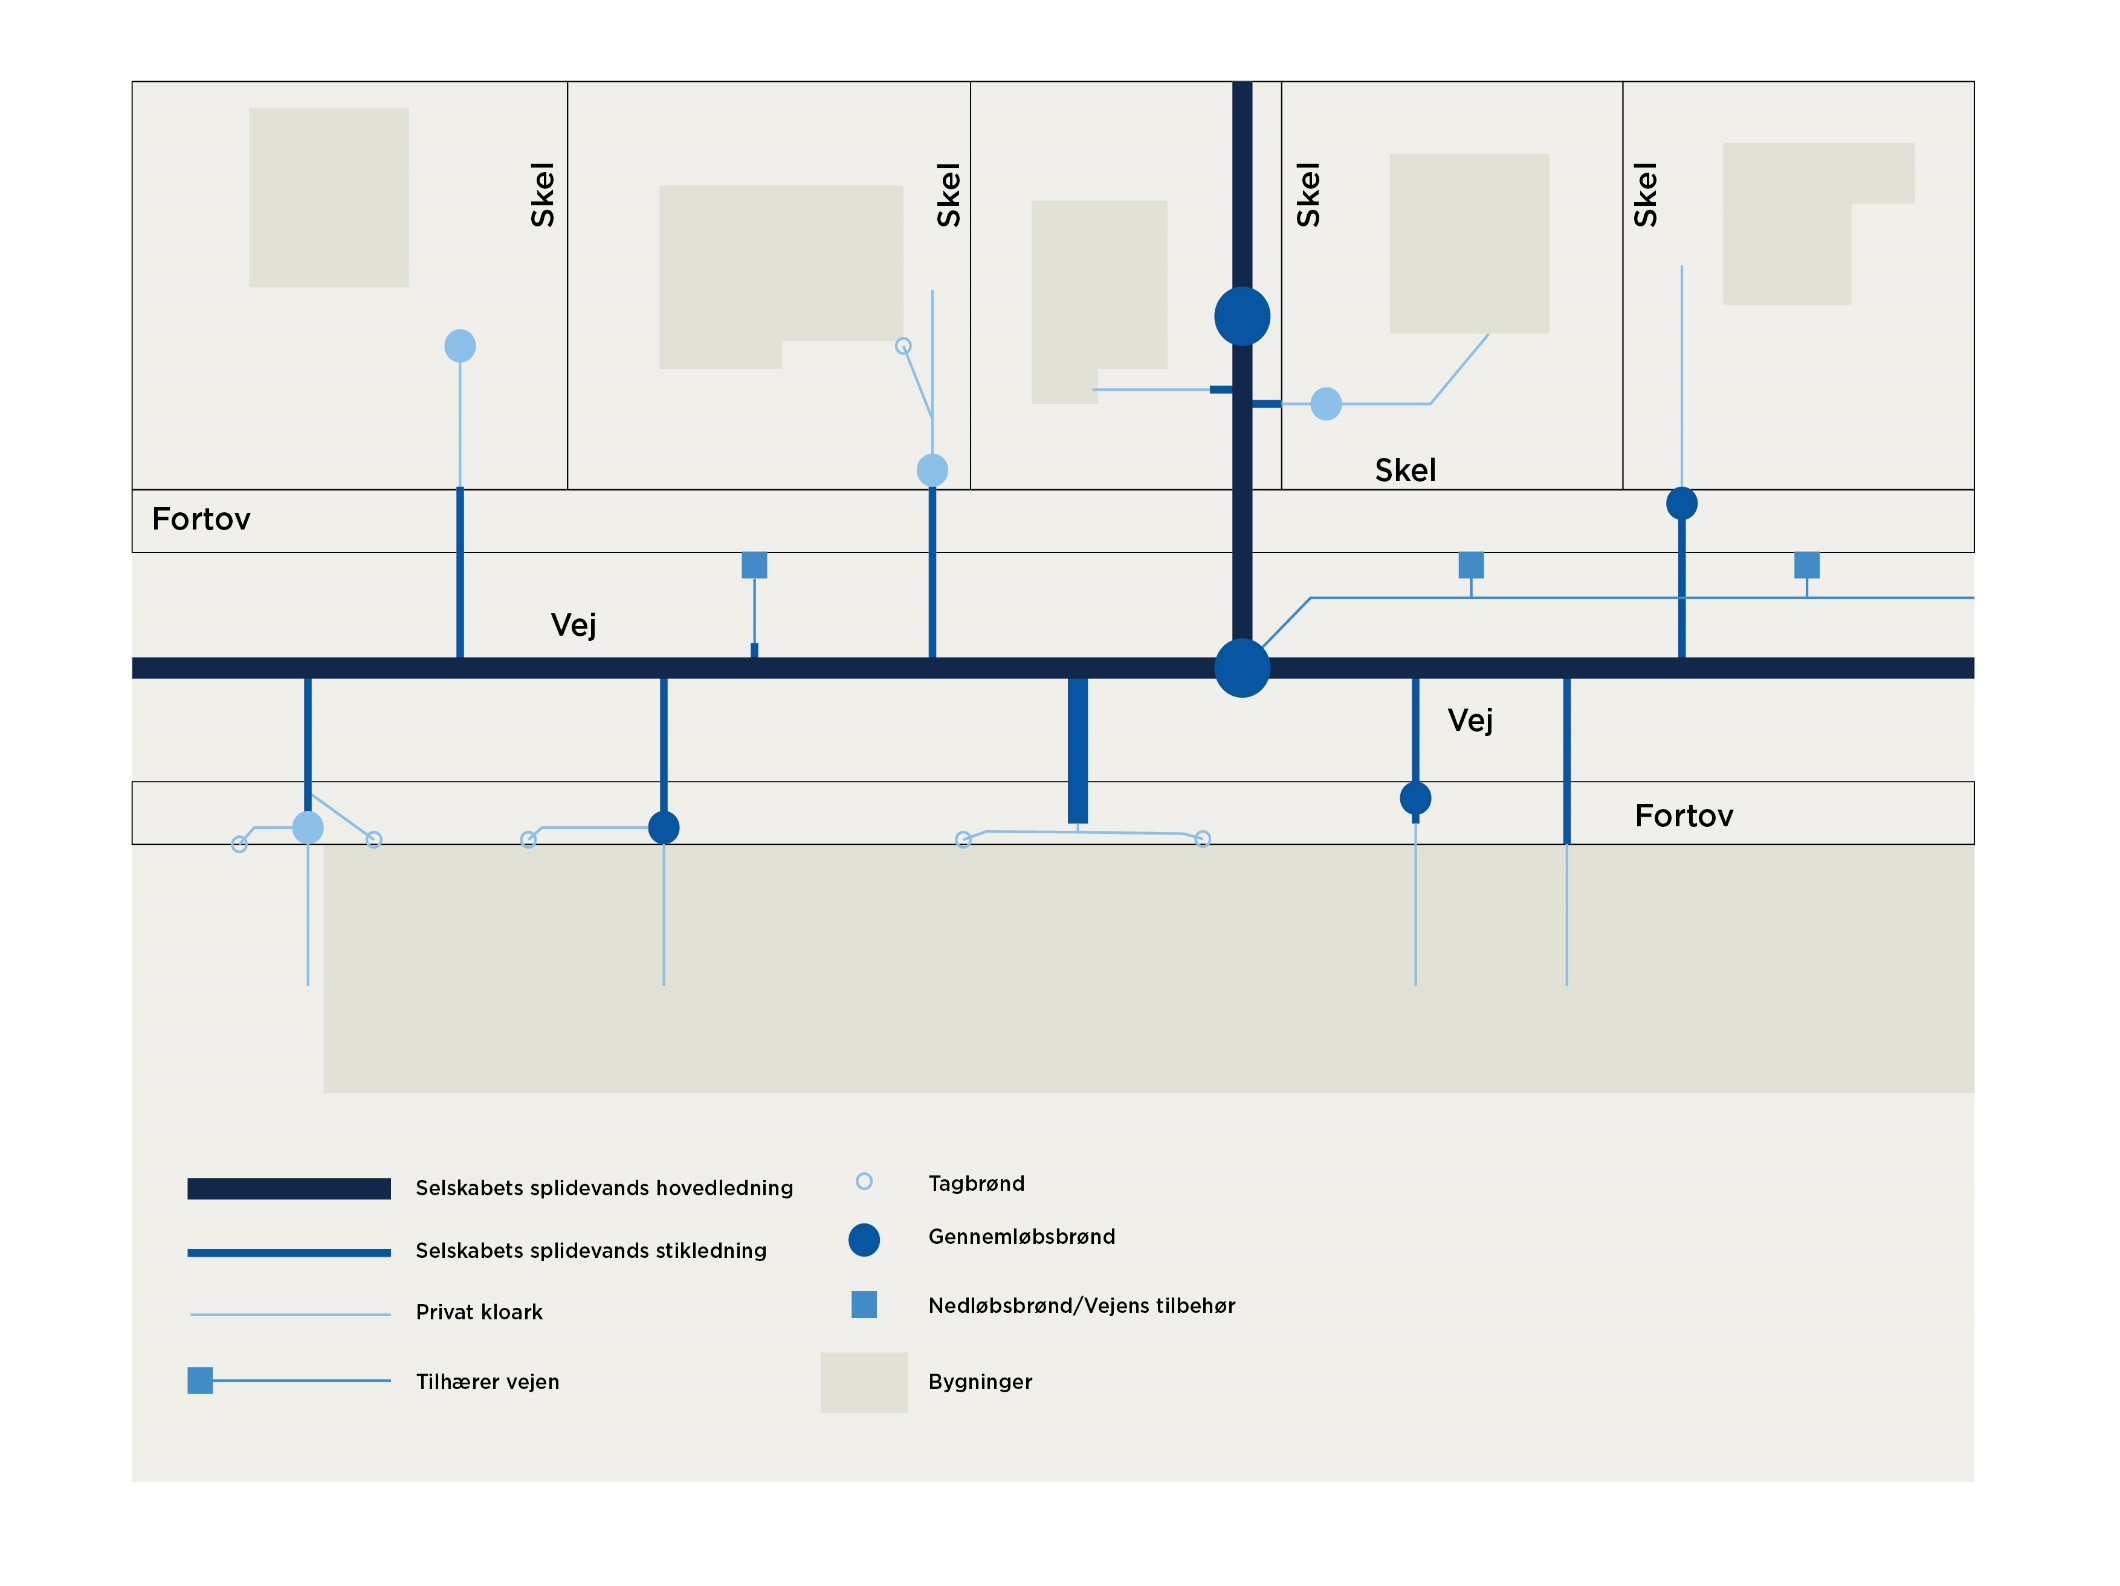 Skel
Skel
Skel
Skel
Skel
Fortov
Vej
Vej
Fortov
Selskabets splidevands hovedledning
Selskabets splidevands stikledning
Privat kloark
Tilhærer vejen
Tagbrønd
Gennemløbsbrønd
Nedløbsbrønd/Vejens tilbehør
Bygninger